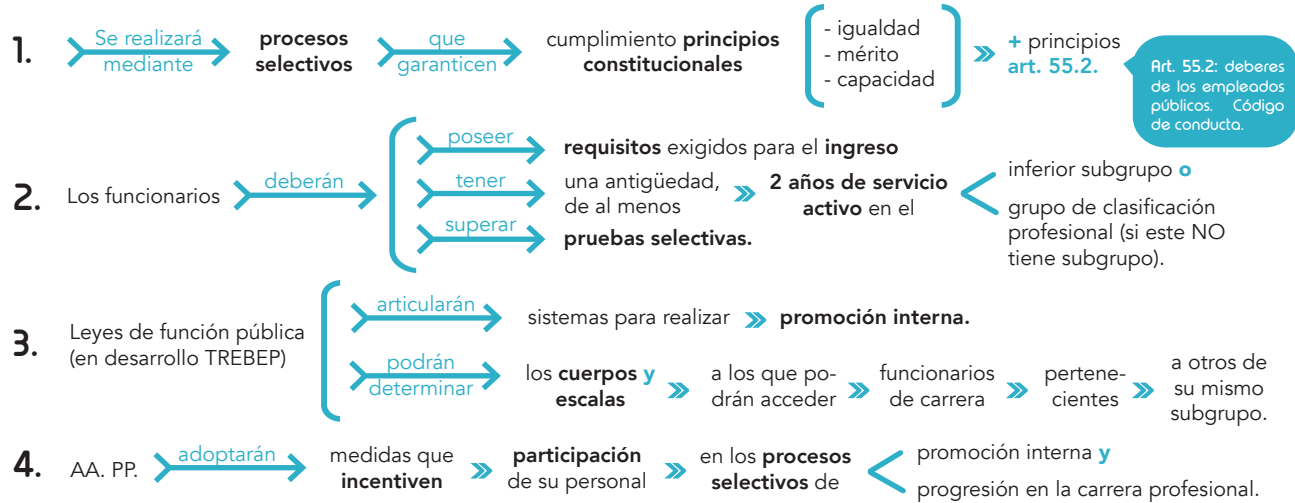 1. Se realizará mediante procesos selectivos que garanticen cumplimiento principios constitucionales
- igualdad
- mérito
- capacidad
+ principios art. 55.2.
Art. 55.2: deberes
de los empleados
públicos. Código
de conducta.
2. Los funcionarios deberán
poseer requisitos exigidos para el ingreso
tener una antigüedad, de al menos 2 años de servicio activo en el
inferior subgrupo o
grupo de clasificación
profesional (si este NO
tiene subgrupo).
superar pruebas selectivas.
3. Leyes de función pública
(en desarrollo TREBEP)
articularán sistemas para realizar promoción interna.
podrán determinar los cuerpos y escalas a los que podrán acceder funcionarios de carrera pertenecientes a otros de su mismo subgrupo.
4. AA. PP. adoptarán medidas que incentiven participación de su personal en los procesos selectivos de
promoción interna y
progresión en la carrera profesional.